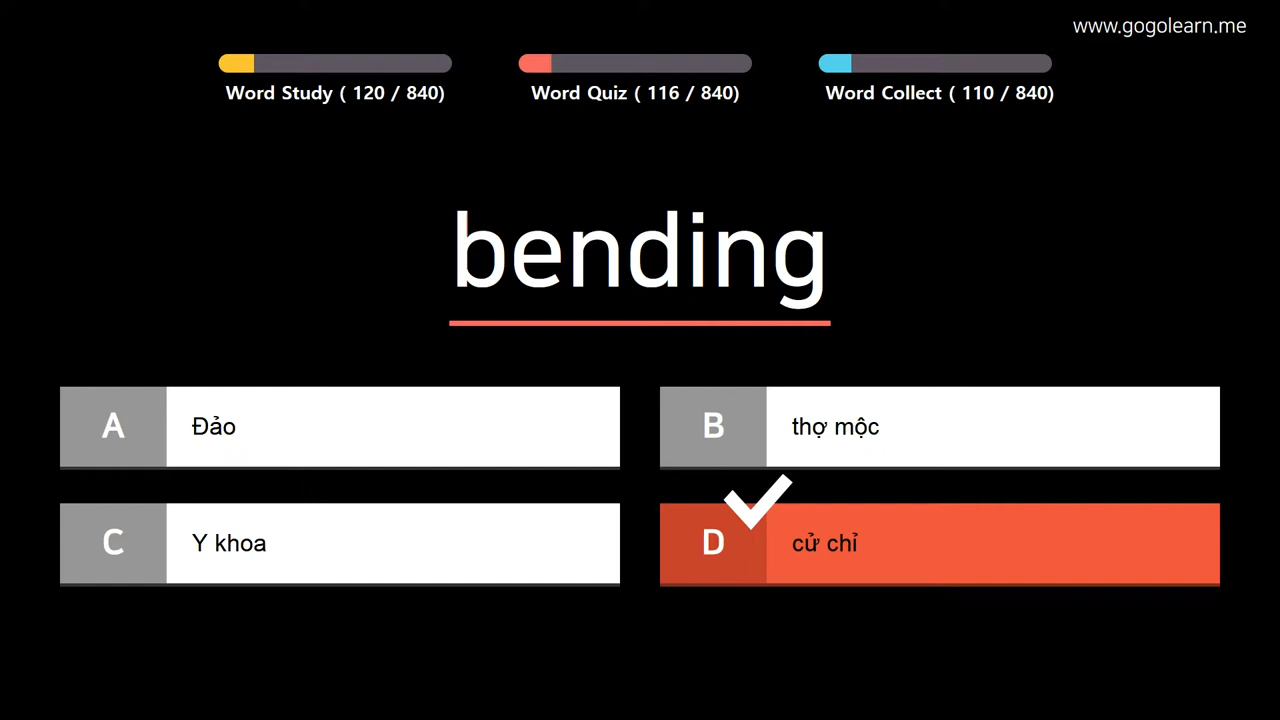 www.gogolearn.me
Word Study ( 120 / 840)
Word Quiz ( 116 / 840)
Word Collect ( 110 / 840)
bending
A
Đảo
B
thợ mộc
C
Y khoa
D
cử chỉ